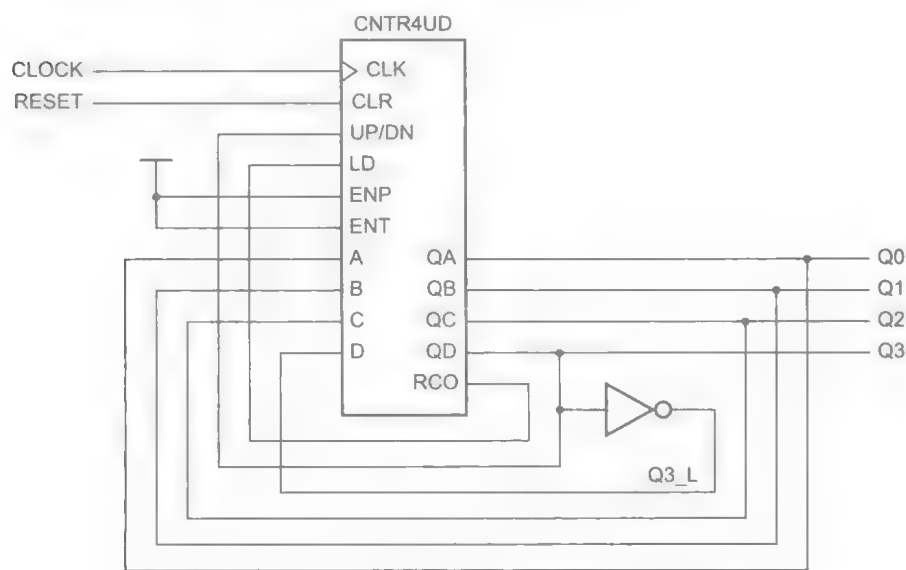 CNTR4UD
CLOCK
CLK
RESET
CLR
UP/DN
LD
ENP
ENT
A
QA
Q0
B
QB
Q1
C
QC
Q2
D
QD
Q3
RCO
Q3_L